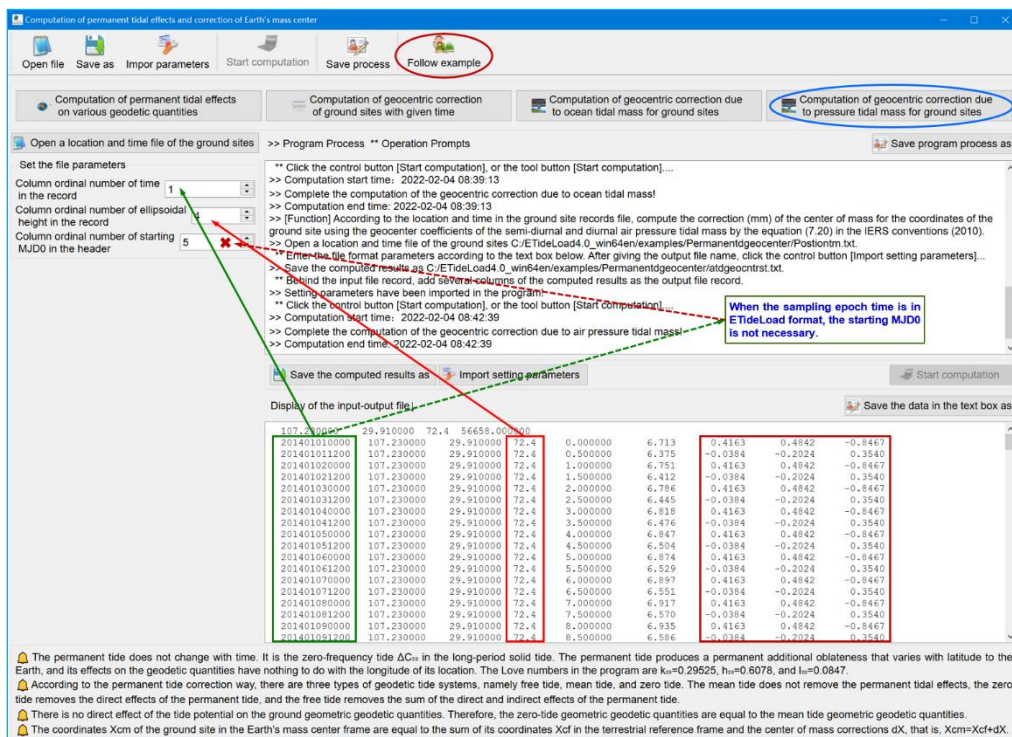 Computation of permanent tidal effects and correction of Earth's mass center
Open file Save as Impor parameters Start computation Save process Follow example
Computation of permanent tidal effects
on various geodetic quantities
Computation of geocentric correction
of ground sites with given time
Computation of geocentric correction due
to ocean tidal mass for ground sites
Computation of geocentric correction due
to pressure tidal mass for ground sites
Open a location and time file of the ground sites
>> Program Process ** Operation Prompts
Save program process as
Set the file parameters
Column ordinal number of time
in the record
1
Column ordinal number of ellipsoidal
height in the record
4
Column ordinal number of starting
MJD0 in the header
5
** Click the control button [Start computation], or the tool button [Start computation]....
>> Computation start time: 2022-02-04 08:39:13
>> Complete the computation of the geocentric correction due to ocean tidal mass!
>> Computation end time: 2022-02-04 08:39:13
>> [Function] According to the location and time in the ground site records file, compute the correction (mm) of the center of mass for the coordinates of the
ground site using the geocenter coefficients of the semi-diurnal and diurnal air pressure tidal mass by the equation (7.20) in the IERS conventions (2010).
>> Open a location and time file of the ground sites C:/ETideLoad4.0_win64en/examples/Permanentdgeocenter/Postiontm.txt.
** Enter the file format parameters according to the text box below. After giving the output file name, click the control button [Import setting parameters]...
>> Save the computed results as C:/ETideLoad4.0_win64en/examples/Permanentdgeocenter/atdgeocntrst.txt.
** Behind the input file record, add several columns of the computed results as the output file record.
>> Setting parameters have been imported in the program!
** Click the control button [Start computation], or the tool button [Start computation]....
>> Computation start time: 2022-02-04 08:42:39
>> Complete the computation of the geocentric correction due to air pressure tidal mass!
>> Computation end time: 2022-02-04 08:42:39
When the sampling epoch time is in
ETideLoad format, the starting MJD0
is not necessary.
Save the computed results as Import setting parameters Start computation
Display of the input-output file↓
Save the data in the text box as
107.230000 29.910000 72.4 56658.000000
201401010000 107.230000 29.910000 72.4 0.000000 6.713 0.4163 0.4842 -0.8467
201401011200 107.230000 29.910000 72.4 0.500000 6.375 -0.0384 -0.2024 0.3540
201401020000 107.230000 29.910000 72.4 1.000000 6.751 0.4163 0.4842 -0.8467
201401021200 107.230000 29.910000 72.4 1.500000 6.412 -0.0384 -0.2024 0.3540
201401030000 107.230000 29.910000 72.4 2.000000 6.786 0.4163 0.4842 -0.8467
201401031200 107.230000 29.910000 72.4 2.500000 6.445 -0.0384 -0.2024 0.3540
201401040000 107.230000 29.910000 72.4 3.000000 6.818 0.4163 0.4842 -0.8467
201401041200 107.230000 29.910000 72.4 3.500000 6.476 -0.0384 -0.2024 0.3540
201401050000 107.230000 29.910000 72.4 4.000000 6.847 0.4163 0.4842 -0.8467
201401051200 107.230000 29.910000 72.4 4.500000 6.504 -0.0384 -0.2024 0.3540
201401060000 107.230000 29.910000 72.4 5.000000 6.874 0.4163 0.4842 -0.8467
201401061200 107.230000 29.910000 72.4 5.500000 6.529 -0.0384 -0.2024 0.3540
201401070000 107.230000 29.910000 72.4 6.000000 6.897 0.4163 0.4842 -0.8467
201401071200 107.230000 29.910000 72.4 6.500000 6.551 -0.0384 -0.2024 0.3540
201401080000 107.230000 29.910000 72.4 7.000000 6.917 0.4163 0.4842 -0.8467
201401081200 107.230000 29.910000 72.4 7.500000 6.570 -0.0384 -0.2024 0.3540
201401090000 107.230000 29.910000 72.4 8.000000 6.935 0.4163 0.4842 -0.8467
201401091200 107.230000 29.910000 72.4 8.500000 6.586 -0.0384 -0.2024 0.3540
The permanent tide does not change with time. It is the zero-frequency tide ΔC₂₀ in the long-period solid tide. The permanent tide produces a permanent additional oblateness that varies with latitude to the
Earth, and its effects on the geodetic quantities have nothing to do with the longitude of its location. The Love numbers in the program are k₂₀=0.29525, h₂₀=0.6078, and l₂₀=0.0847.
According to the permanent tide correction way, there are three types of geodetic tide systems, namely free tide, mean tide, and zero tide. The mean tide does not remove the permanent tidal effects, the zero
tide removes the direct effects of the permanent tide, and the free tide removes the sum of the direct and indirect effects of the permanent tide.
There is no direct effect of the tide potential on the ground geometric geodetic quantities. Therefore, the zero-tide geometric geodetic quantities are equal to the mean tide geometric geodetic quantities.
The coordinates Xcm of the ground site in the Earth's mass center frame are equal to the sum of its coordinates Xcf in the terrestrial reference frame and the center of mass corrections dX, that is, Xcm=Xcf+dX.